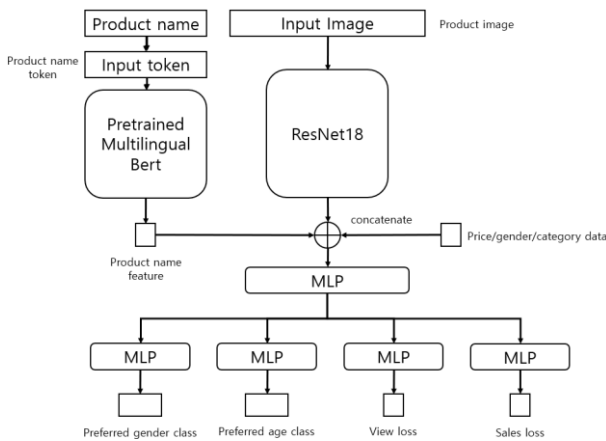 Product name
Input Image
Product image
Product name
token
Input token
Pretrained
Multilingual
Bert
ResNet18
concatenate
Price/gender/category data
Product name
feature
MLP
MLP
MLP
MLP
MLP
Preferred gender class
Preferred age class
View loss
Sales loss